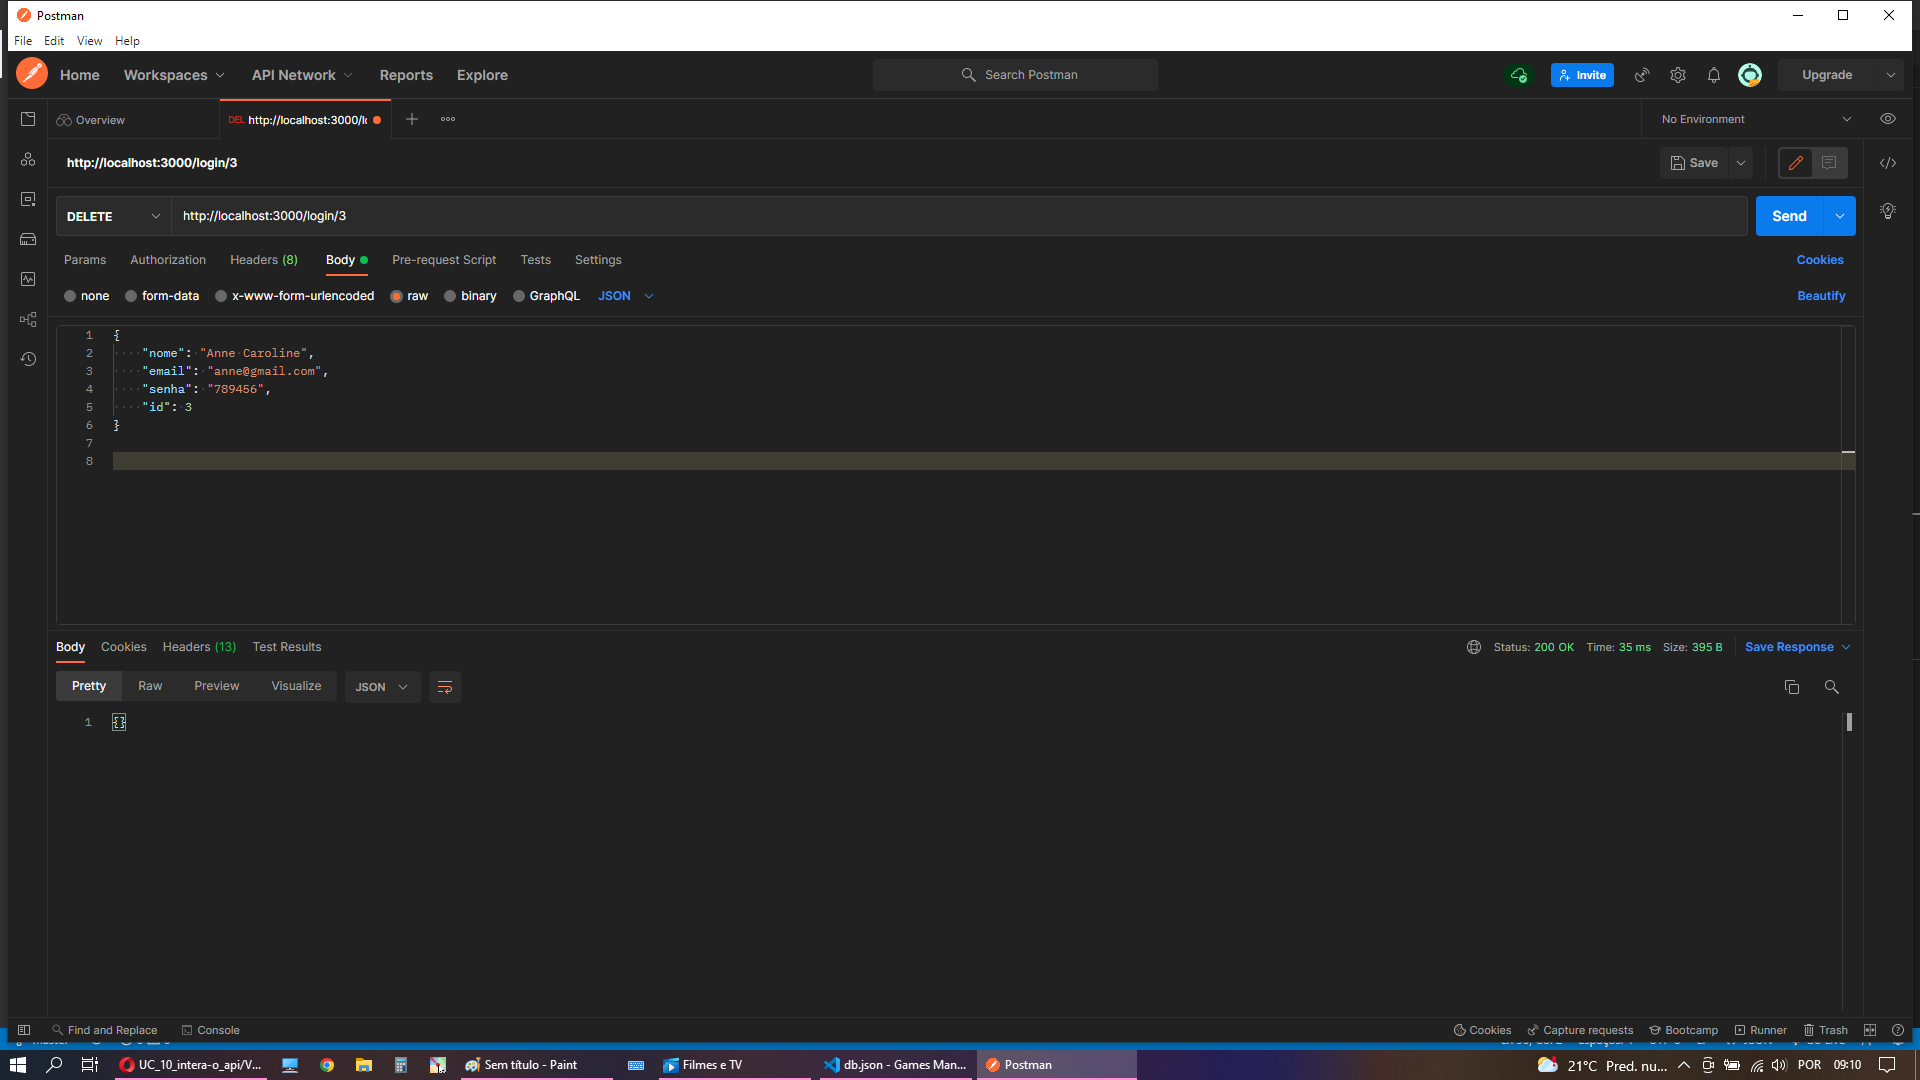 Postman
File Edit View Help
Home Workspaces API Network Reports Explore Search Postman Invite Upgrade
Overview DEL http://localhost:3000/l No Environment
http://localhost:3000/login/3 Save
DELETE http://localhost:3000/login/3 Send
Params Authorization Headers (8) Body Pre-request Script Tests Settings Cookies
none form-data x-www-form-urlencoded raw binary GraphQL JSON Beautify
1 {
2 "nome": "Anne Caroline",
3 "email": "anne@gmail.com",
4 "senha": "789456",
5 "id": 3
6 }
7
8
Body Cookies Headers (13) Test Results Status: 200 OK Time: 35 ms Size: 395 B Save Response
Pretty Raw Preview Visualize JSON
1 {}
Find and Replace Console Cookies Capture requests Bootcamp Runner Trash
UC_10_intera-o_api/V... Sem título - Paint Filmes e TV db.json - Games Man... Postman 21°C Pred. nu... POR 09:10